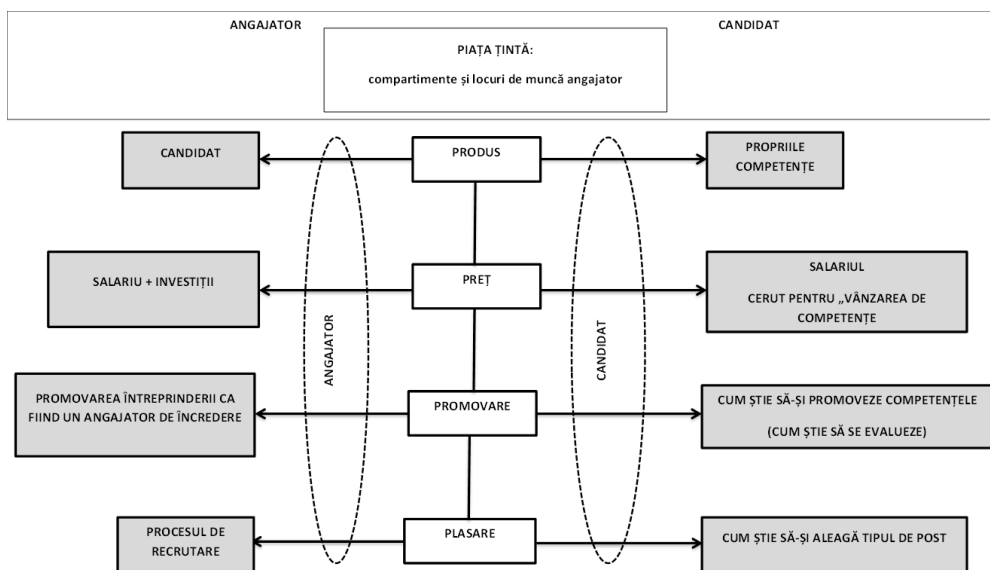 ANGAJATOR
CANDIDAT
PIAȚA ȚINTĂ:
compartimente și locuri de muncă angajator
CANDIDAT
PRODUS
PROPRIILE
COMPETENȚE
SALARIU + INVESTIȚII
PREȚ
SALARIUL
CERUT PENTRU „VÂNZAREA DE
COMPETENȚE
ANGAJATOR
CANDIDAT
PROMOVAREA ÎNTREPRINDERII CA
FIIND UN ANGAJATOR DE ÎNCREDERE
PROMOVARE
CUM ȘTIE SĂ-ȘI PROMOVEZE COMPETENȚELE
(CUM ȘTIE SĂ SE EVALUEZE)
PROCESUL DE
RECRUTARE
PLASARE
CUM ȘTIE SĂ-ȘI ALEAGĂ TIPUL DE POST